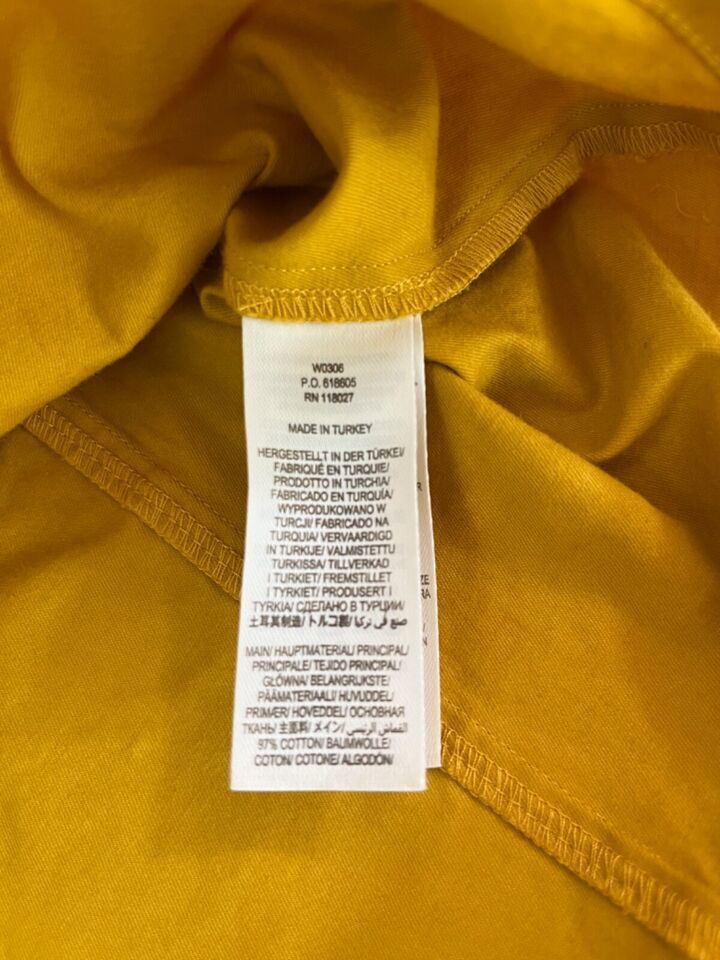 W0306
P.O. 618605
RN 118027
MADE IN TURKEY
HERGESTELLT IN DER TÜRKEI/
FABRIQUÉ EN TURQUIE/
PRODOTTO IN TURCHIA/
FABRICADO EN TURQUÍA/
WYPRODUKOWANO W
TURCJI/ FABRICADO NA
TURQUIA/ VERVAARDIGD
IN TURKIJE/ VALMISTETTU
TURKISSA/ TILLVERKAD
I TURKIET/ FREMSTILLET
I TYRKIET/ PRODUSERT I
TYRKIA/ СДЕЛАНО В ТУРЦИИ/
土耳其制造/ トルコ製/ صنع في تركيا
MAIN/ HAUPTMATERIAL/ PRINCIPAL/
PRINCIPALE/ TEJIDO PRINCIPAL/
GŁÓWNA/ BELANGRIJKSTE/
PÄÄMATERIAALI/ HUVUDDEL/
PRIMÆR/ HOVEDDEL/ ОСНОВНАЯ
ТКАНЬ/ 主面料/ メイン/ القماش الرئيسي
97% COTTON/ BAUMWOLLE/
COTON/ COTONE/ ALGODÓN/
R
ZE
RA
/
N